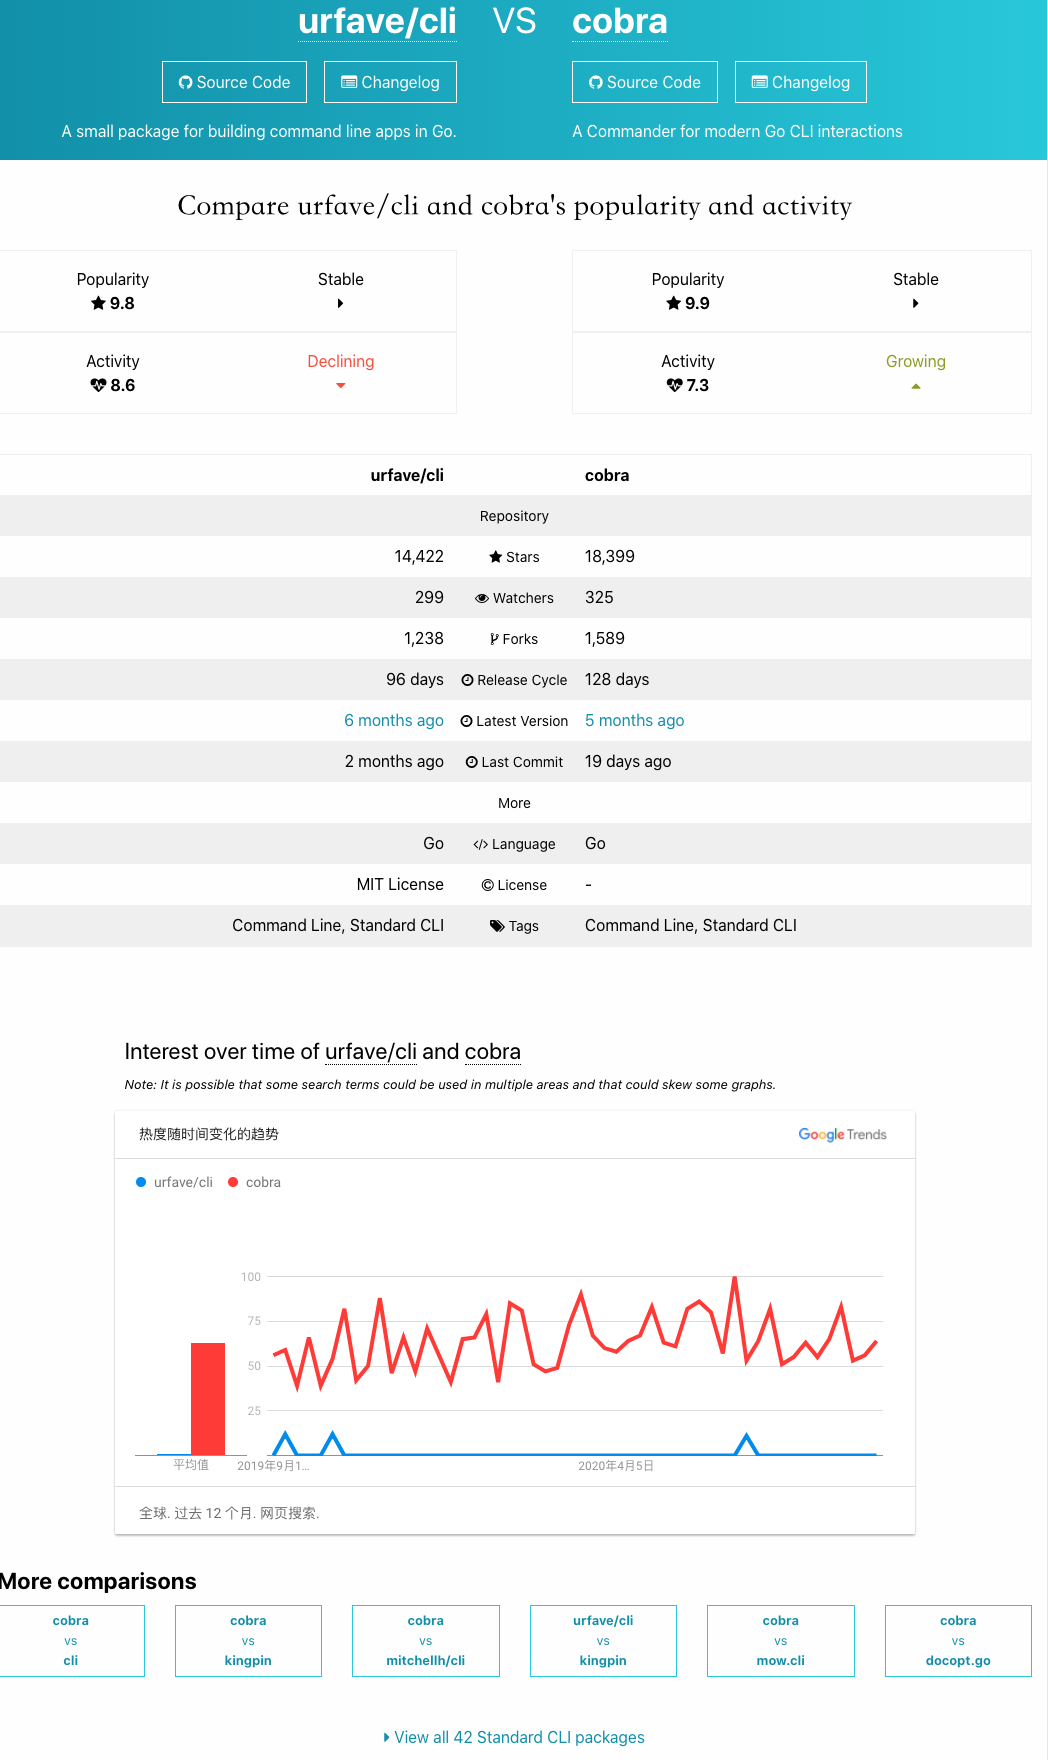 urfave/cli VS cobra
Source Code Changelog Source Code Changelog
A small package for building command line apps in Go. A Commander for modern Go CLI interactions
Compare urfave/cli and cobra's popularity and activity
Popularity Stable Popularity Stable
9.8 9.9
Activity Declining Activity Growing
8.6 7.3
urfave/cli cobra
Repository
14,422 Stars 18,399
299 Watchers 325
1,238 Forks 1,589
96 days Release Cycle 128 days
6 months ago Latest Version 5 months ago
2 months ago Last Commit 19 days ago
More
Go Language Go
MIT License License -
Command Line, Standard CLI Tags Command Line, Standard CLI
Interest over time of urfave/cli and cobra
Note: It is possible that some search terms could be used in multiple areas and that could skew some graphs.
热度随时间变化的趋势 Google Trends
urfave/cli cobra
100
75
50
25
平均值 2019年9月1... 2020年4月5日
全球. 过去 12 个月. 网页搜索.
More comparisons
cobra cobra cobra urfave/cli cobra cobra
vs vs vs vs vs vs
cli kingpin mitchellh/cli kingpin mow.cli docopt.go
View all 42 Standard CLI packages